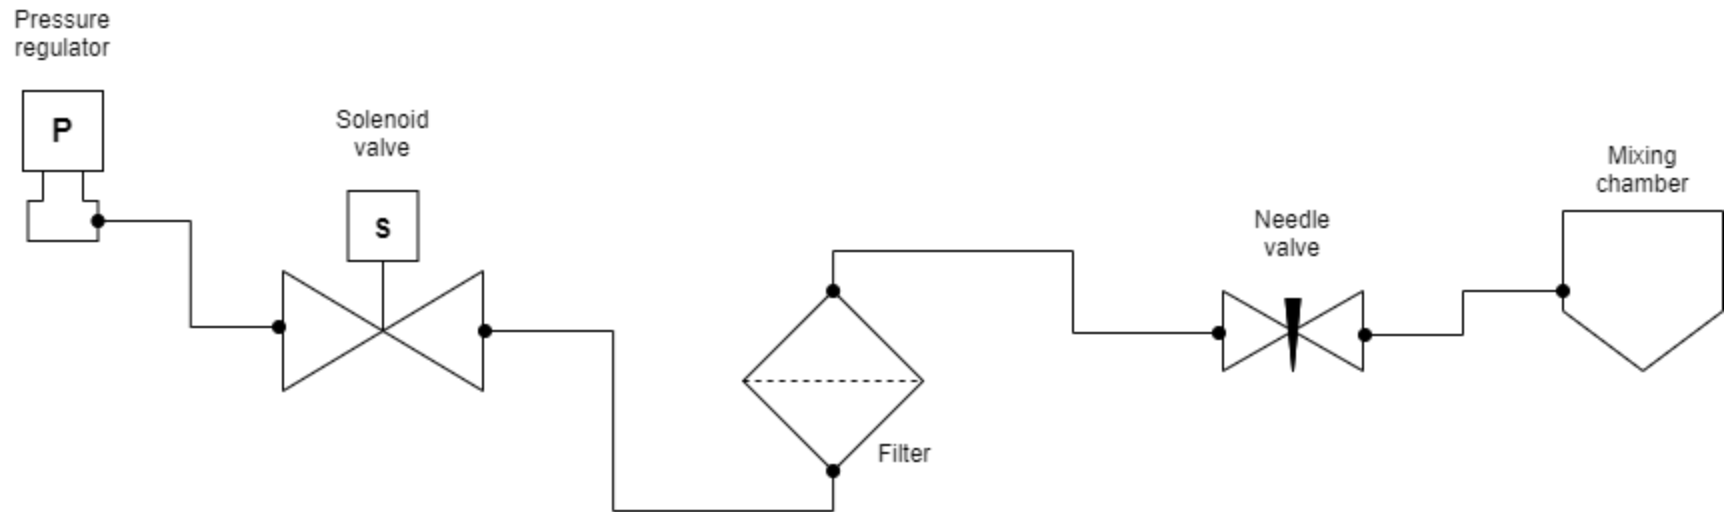 Pressure
regulator
P
Solenoid
valve
S
Filter
Needle
valve
Mixing
chamber